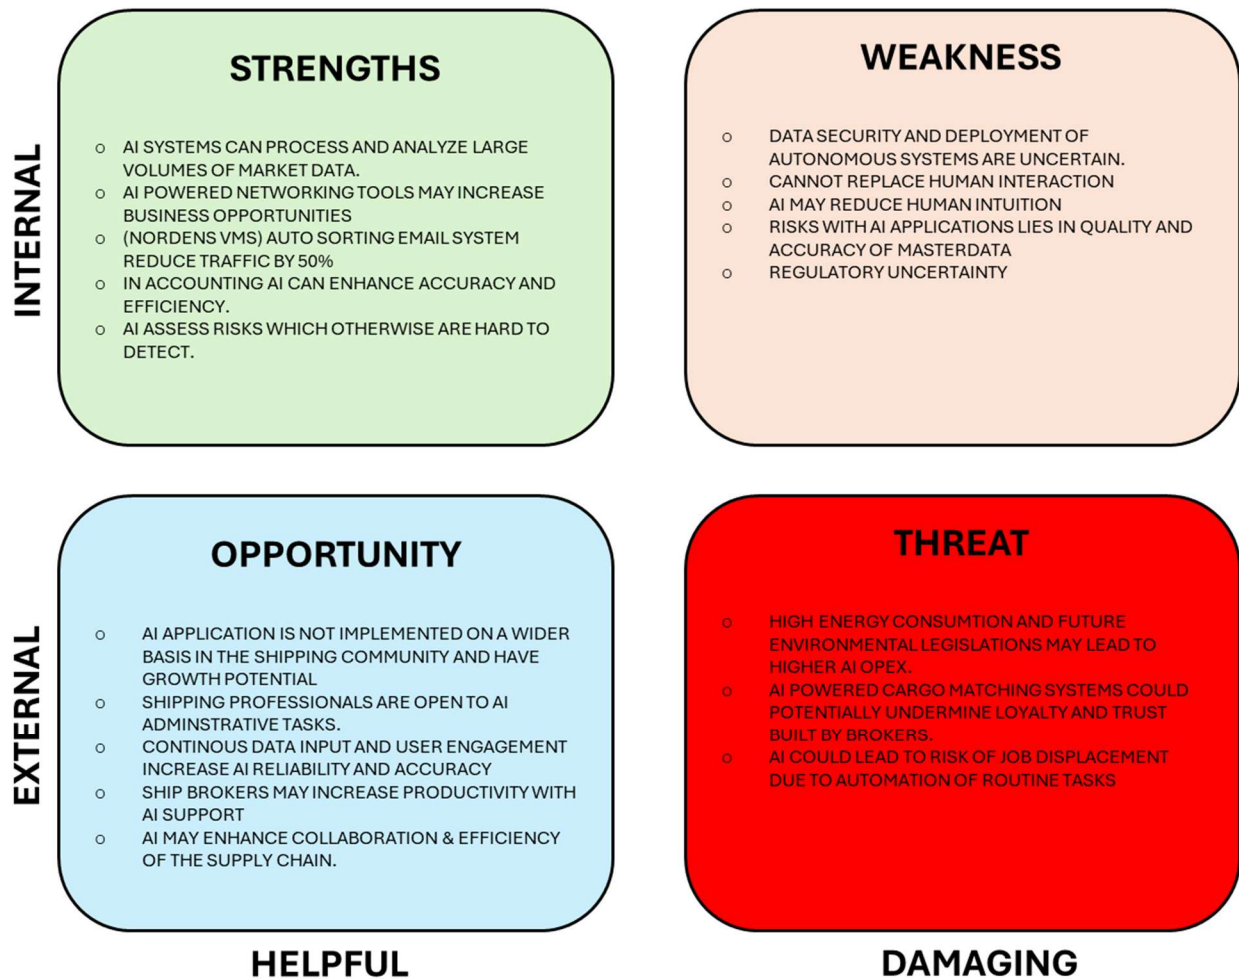 INTERNAL
STRENGTHS
o AI SYSTEMS CAN PROCESS AND ANALYZE LARGE
VOLUMES OF MARKET DATA.
o AI POWERED NETWORKING TOOLS MAY INCREASE
BUSINESS OPPORTUNITIES
o (NORDENS VMS) AUTO SORTING EMAIL SYSTEM
REDUCE TRAFFIC BY 50%
o IN ACCOUNTING AI CAN ENHANCE ACCURACY AND
EFFICIENCY.
o AI ASSESS RISKS WHICH OTHERWISE ARE HARD TO
DETECT.
WEAKNESS
o DATA SECURITY AND DEPLOYMENT OF
AUTONOMOUS SYSTEMS ARE UNCERTAIN.
o CANNOT REPLACE HUMAN INTERACTION
o AI MAY REDUCE HUMAN INTUITION
o RISKS WITH AI APPLICATIONS LIES IN QUALITY AND
ACCURACY OF MASTERDATA
o REGULATORY UNCERTAINTY
EXTERNAL
OPPORTUNITY
o AI APPLICATION IS NOT IMPLEMENTED ON A WIDER
BASIS IN THE SHIPPING COMMUNITY AND HAVE
GROWTH POTENTIAL
o SHIPPING PROFESSIONALS ARE OPEN TO AI
ADMINSTRATIVE TASKS.
o CONTINOUS DATA INPUT AND USER ENGAGEMENT
INCREASE AI RELIABILITY AND ACCURACY
o SHIP BROKERS MAY INCREASE PRODUCTIVITY WITH
AI SUPPORT
o AI MAY ENHANCE COLLABORATION & EFFICIENCY
OF THE SUPPLY CHAIN.
THREAT
o HIGH ENERGY CONSUMTION AND FUTURE
ENVIRONMENTAL LEGISLATIONS MAY LEAD TO
HIGHER AI OPEX.
o AI POWERED CARGO MATCHING SYSTEMS COULD
POTENTIALLY UNDERMINE LOYALTY AND TRUST
BUILT BY BROKERS.
o AI COULD LEAD TO RISK OF JOB DISPLACEMENT
DUE TO AUTOMATION OF ROUTINE TASKS
HELPFUL
DAMAGING